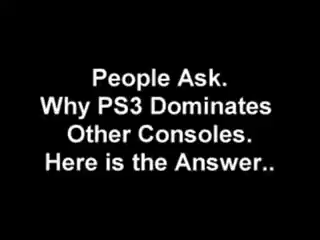 People Ask.
Why PS3 Dominates
Other Consoles.
Here is the Answer..